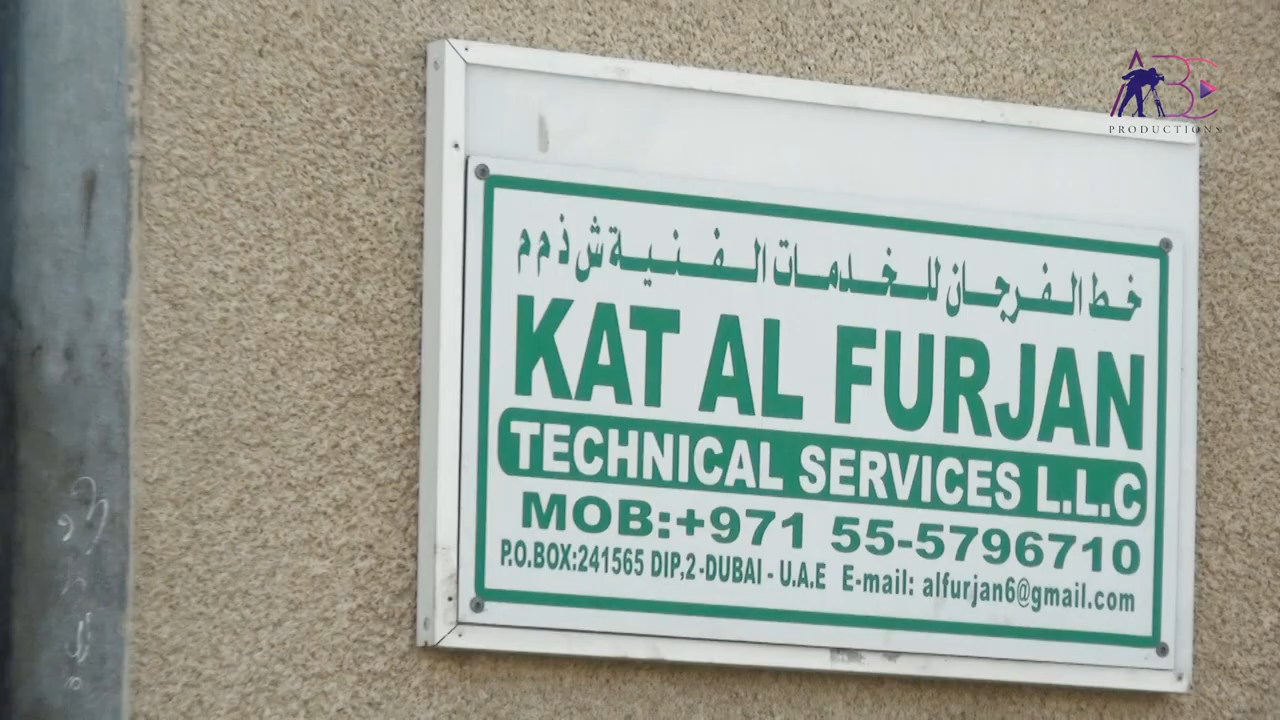 ABC
PRODUCTIONS
خط الفرجان للخدمات الفنية ش ذ م م
KAT AL FURJAN
TECHNICAL SERVICES L.L.C
MOB:+971 55-5796710
P.O.BOX:241565 DIP,2-DUBAI - U.A.E E-mail: alfurjan6@gmail.com